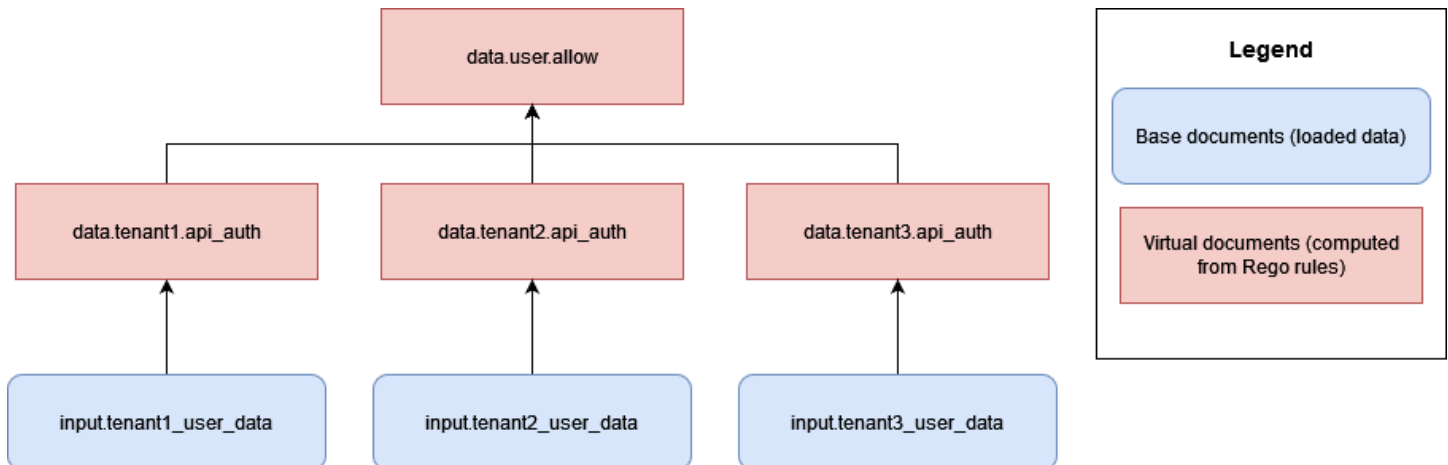 data.user.allow
Legend
Base documents (loaded data)
data.tenant1.api_auth
data.tenant2.api_auth
data.tenant3.api_auth
Virtual documents (computed
from Rego rules)
input.tenant1_user_data
input.tenant2_user_data
input.tenant3_user_data